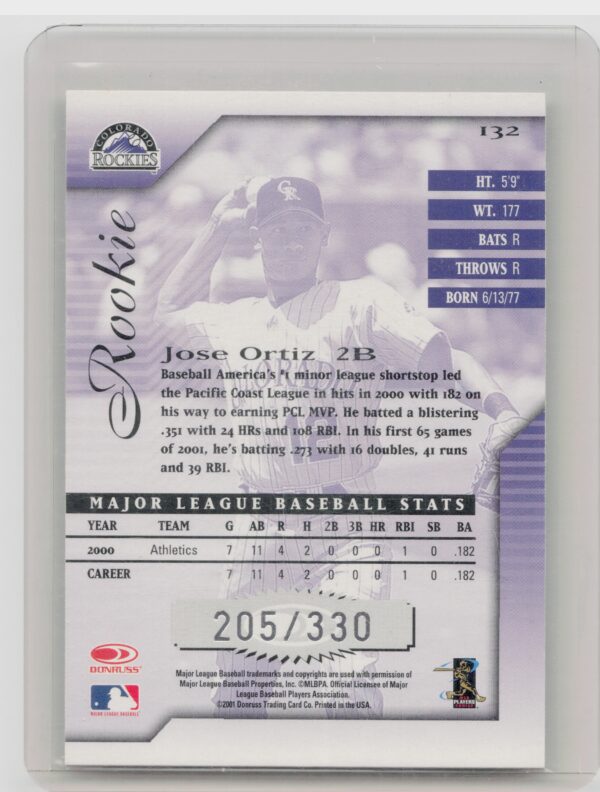 132
COLORADO
ROCKIES
HT. 5'9"
WT. 177
BATS R
THROWS R
BORN 6/13/77
Rookie
CR
Jose Ortiz 2B
Baseball America's #1 minor league shortstop led
the Pacific Coast League in hits in 2000 with 182 on
his way to earning PCL MVP. He batted a blistering
.351 with 24 HRs and 108 RBI. In his first 65 games
of 2001, he's batting .273 with 16 doubles, 41 runs
and 39 RBI.
12
MAJOR LEAGUE BASEBALL STATS
YEAR TEAM G AB R H 2B 3B HR RBI SB BA
2000 Athletics 7 11 4 2 0 0 0 1 0 .182
CAREER 7 11 4 2 0 0 0 1 0 .182
205/330
DONRUSS
MAJOR LEAGUE BASEBALL
Major League Baseball trademarks and copyrights are used with permission of
Major League Baseball Properties, Inc. ©MLBPA, Official Licensee of Major
League Baseball Players Association.
©2001 Donruss Trading Card Co. Printed in the USA.
PLAYERS